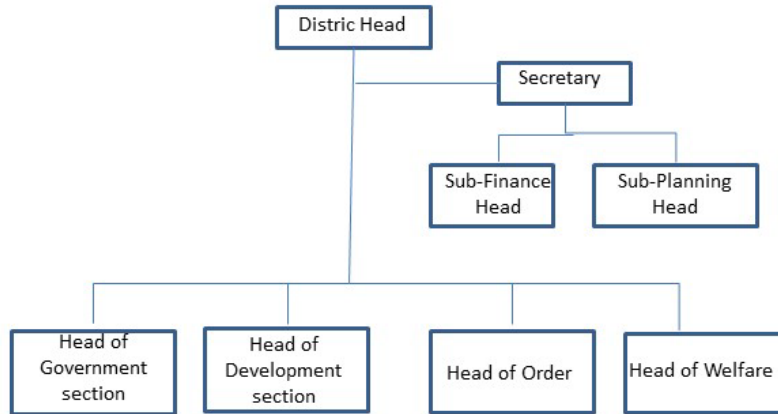 Distric Head
Secretary
Sub-Finance
Head
Sub-Planning
Head
Head of
Government
section
Head of
Development
section
Head of Order
Head of Welfare